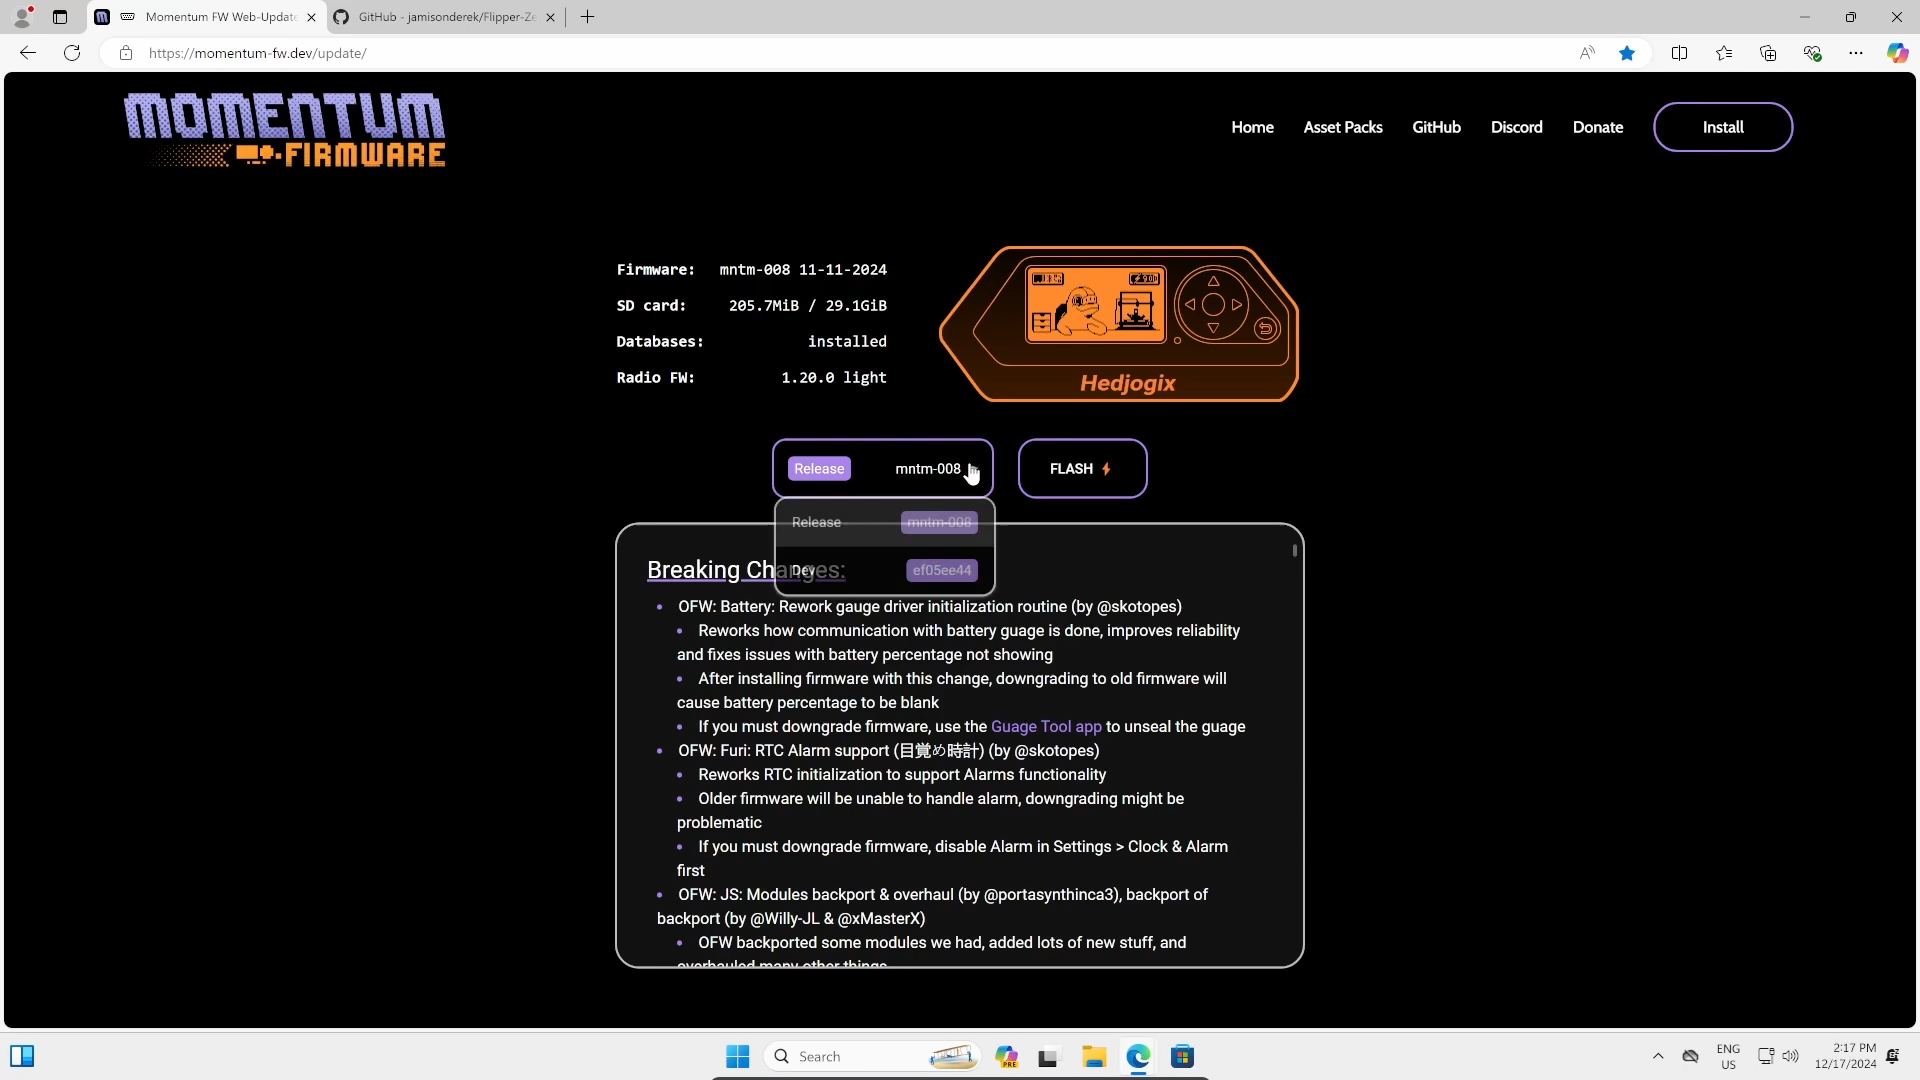 Momentum FW Web-Update
GitHub - jamisonderek/Flipper-Ze
https://momentum-fw.dev/update/
MOMENTUM
FIRMWARE
Home
Asset Packs
GitHub
Discord
Donate
Install
Firmware: mntm-008 11-11-2024
SD card: 205.7MiB / 29.1GiB
Databases: installed
Radio FW: 1.20.0 light
Hedjogix
Release mntm-008
FLASH
Release mntm-008
Dev ef05ee44
Breaking Changes:
OFW: Battery: Rework gauge driver initialization routine (by @skotopes)
Reworks how communication with battery guage is done, improves reliability
and fixes issues with battery percentage not showing
After installing firmware with this change, downgrading to old firmware will
cause battery percentage to be blank
If you must downgrade firmware, use the Guage Tool app to unseal the guage
OFW: Furi: RTC Alarm support (目覚め時計) (by @skotopes)
Reworks RTC initialization to support Alarms functionality
Older firmware will be unable to handle alarm, downgrading might be
problematic
If you must downgrade firmware, disable Alarm in Settings > Clock & Alarm
first
OFW: JS: Modules backport & overhaul (by @portasynthinca3), backport of
backport (by @Willy-JL & @xMasterX)
OFW backported some modules we had, added lots of new stuff, and
overhauled many other things
Search
PRE
ENG
US
2:17 PM
12/17/2024